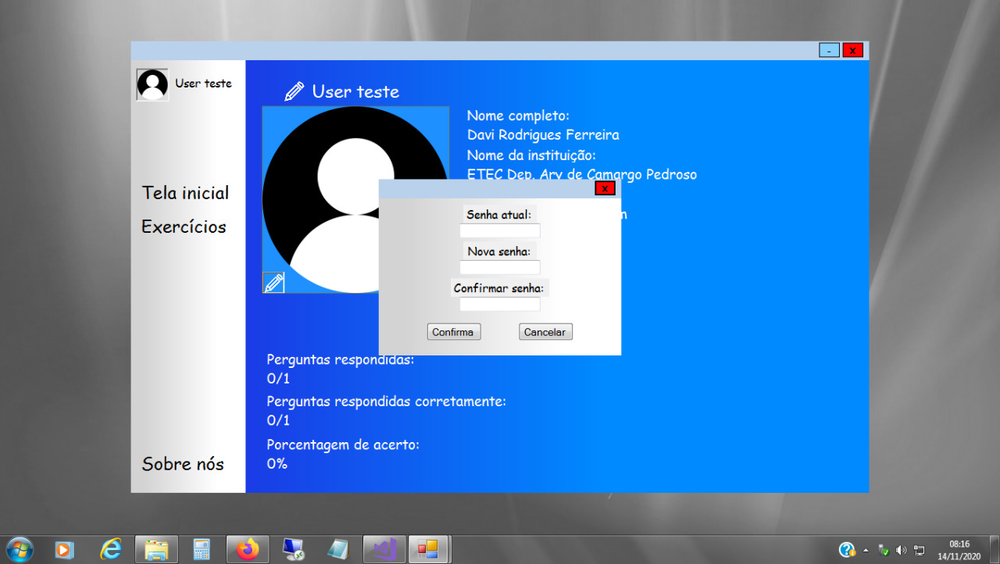 - x
User teste
User teste
Nome completo:
Davi Rodrigues Ferreira
Nome da instituição:
ETEC Dep. Ary de Camargo Pedroso
x
Senha atual:
Nova senha:
Confirmar senha:
Confirma Cancelar
Tela inicial
Exercícios
Sobre nós
Perguntas respondidas:
0/1
Perguntas respondidas corretamente:
0/1
Porcentagem de acerto:
0%
08:16
14/11/2020